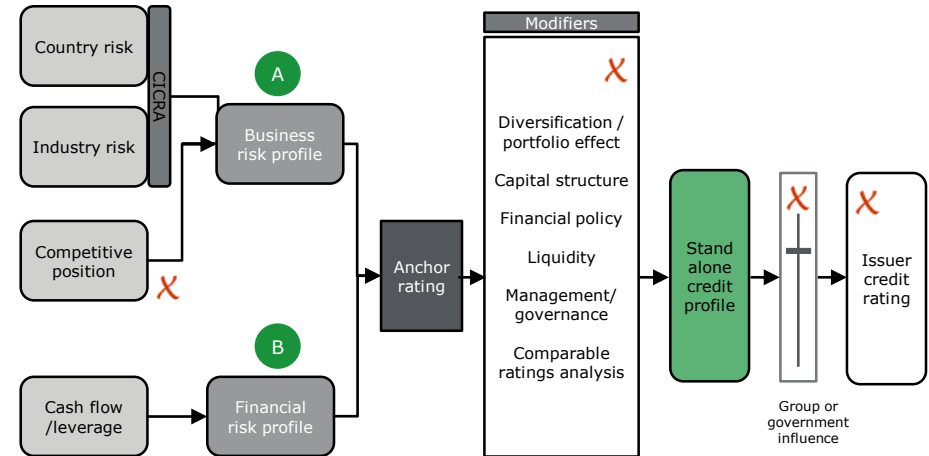 Modifiers
Country risk
CICRA
A
X
Industry risk
Business
risk profile
Diversification /
portfolio effect
Capital structure
Financial policy
Liquidity
Management/
governance
Comparable
ratings analysis
Competitive
position
X
Anchor
rating
Stand
alone
credit
profile
X
X
Issuer
credit
rating
B
Cash flow
/leverage
Financial
risk profile
Group or
government
influence